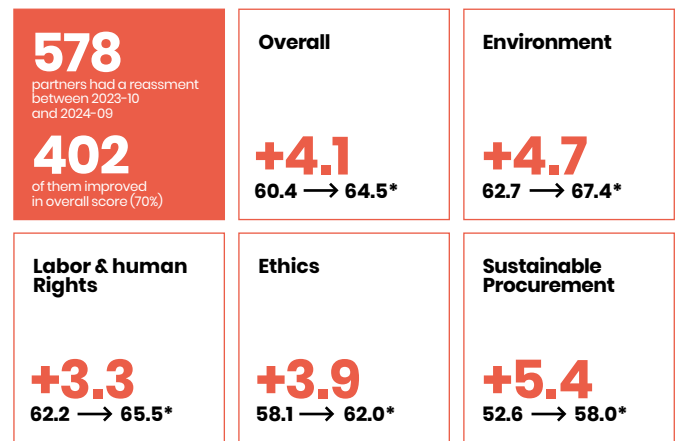 578
partners had a reassment
between 2023-10
and 2024-09
402
of them improved
in overall score (70%)
Overall
+4.1
60.4 → 64.5*
Environment
+4.7
62.7 → 67.4*
Labor & human
Rights
+3.3
62.2 → 65.5*
Ethics
+3.9
58.1 → 62.0*
Sustainable
Procurement
+5.4
52.6 → 58.0*